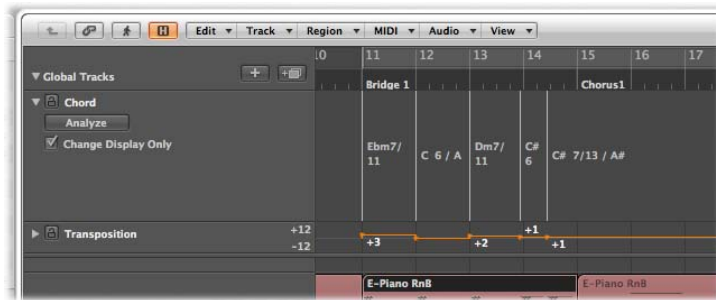 Edit Track Region MIDI Audio View
10 11 12 13 14 15 16 17
Global Tracks
Bridge 1 Chorus1
Chord
Analyze
Change Display Only
Ebm7/
11
C 6 / A
Dm7/
11
C#
6
C# 7/13 / A#
Transposition
+12
-12
+3 +2 +1 +1
E-Piano RnB E-Piano RnB